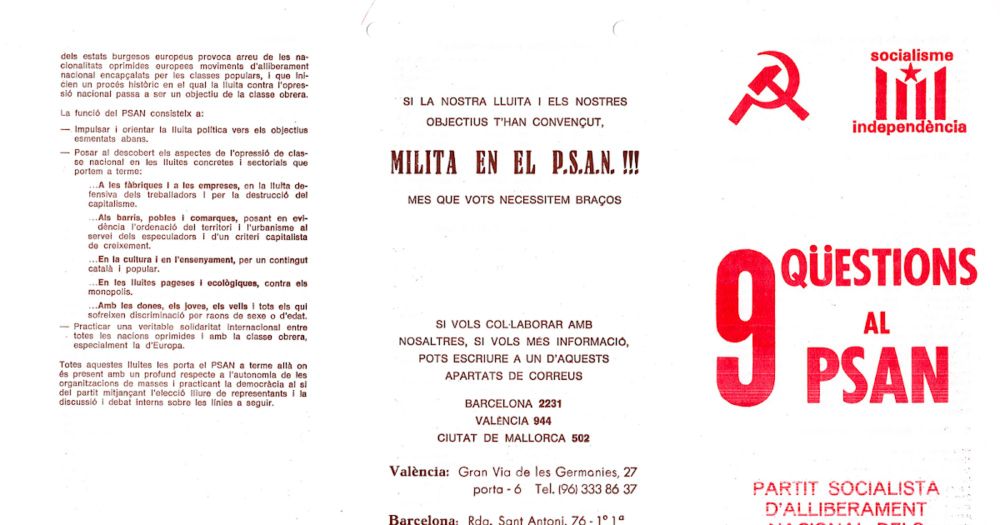 dels estats burgesos europeus provoca arreu de les na-
cionalitats oprimides europees moviments d'alliberament
nacional encapçalats per les classes populars, i que ini-
cien un procés històric en el qual la lluita contra l'opres-
sió nacional passa a ser un objectiu de la classe obrera.
La funció del PSAN consisteix a:
— Impulsar i orientar la lluita política vers els objectius
esmentats abans.
— Posar al descobert els aspectes de l'opressió de clas-
se nacional en les lluites concretes i sectorials que
portem a terme:
...A les fàbriques i a les empreses, en la lluita de-
fensiva dels treballadors i per la destrucció del
capitalisme.
...Als barris, pobles i comarques, posant en evi-
dència l'ordenació del territori i l'urbanisme al
servei dels especuladors i d'un criteri capitalista
de creixement.
...En la cultura i en l'ensenyament, per un contingut
català i popular.
...En les lluites pageses i ecològiques, contra els
monopolis.
...Amb les dones, els joves, els vells i tots els qui
sofreixen discriminació per raons de sexe o d'edat.
— Practicar una veritable solidaritat internacional entre
totes les nacions oprimides i amb la classe obrera,
especialment la d'Europa.
Totes aquestes lluites les porta el PSAN a terme allà on
és present amb un profund respecte a l'autonomia de les
organitzacions de masses i practicant la democràcia al si
del partit mitjançant l'elecció lliure de representants i la
discussió i debat interns sobre les línies a seguir.
SI LA NOSTRA LLUITA I ELS NOSTRES
OBJECTIUS T'HAN CONVENÇUT,
MILITA EN EL P.S.A.N. !!!
MES QUE VOTS NECESSITEM BRAÇOS
SI VOLS COL·LABORAR AMB
NOSALTRES, SI VOLS MÉS INFORMACIÓ,
POTS ESCRIURE A UN D'AQUESTS
APARTATS DE CORREUS
BARCELONA 2231
VALÈNCIA 944
CIUTAT DE MALLORCA 502
València: Gran Via de les Germanies, 27
porta - 6 Tel. (96) 333 86 37
Barcelona: Rda. Sant Antoni, 76 - 1º 1ª
socialisme
independència
9 QÜESTIONS
AL
PSAN
PARTIT SOCIALISTA
D'ALLIBERAMENT
NACIONAL DELS